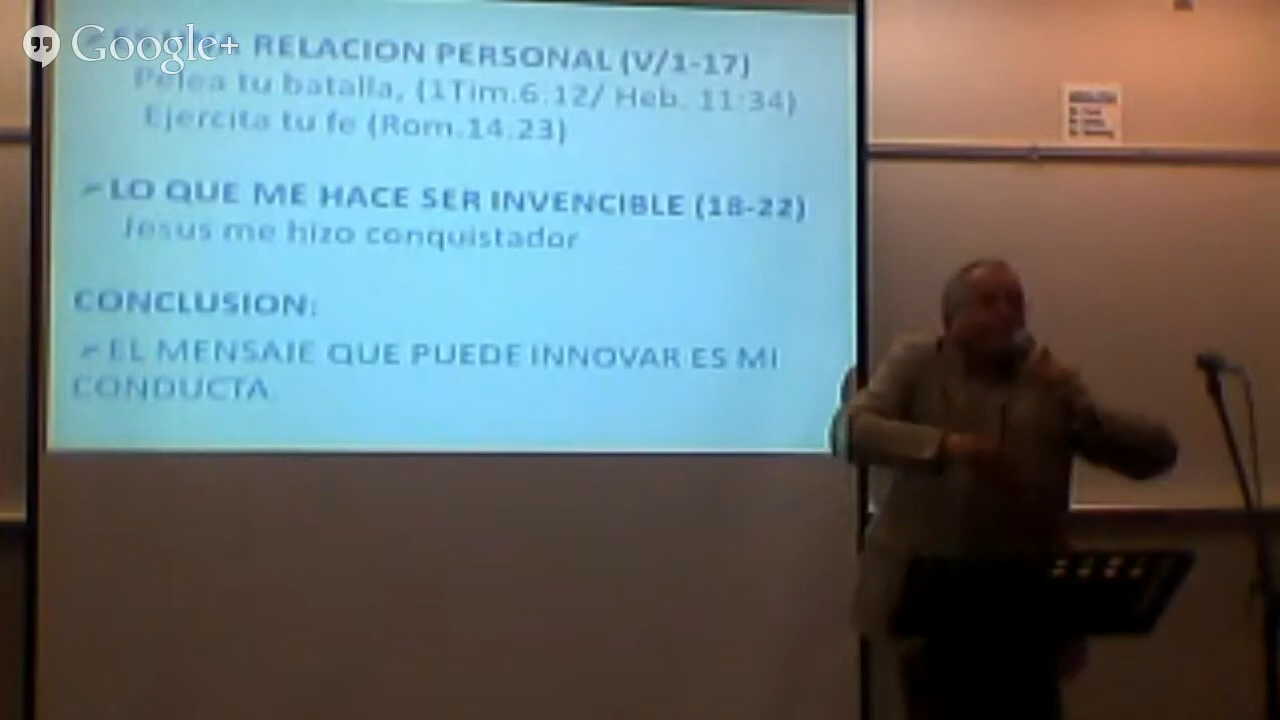 Google+
RELACION PERSONAL (V/1-17)
Pelea tu batalla, (1Tim.6.12/ Heb. 11:34)
Ejercita tu fe (Rom.14.23)
LO QUE ME HACE SER INVENCIBLE (18-22)
Jesus me hizo conquistador
CONCLUSION:
EL MENSAJE QUE PUEDE INNOVAR ES MI
CONDUCTA